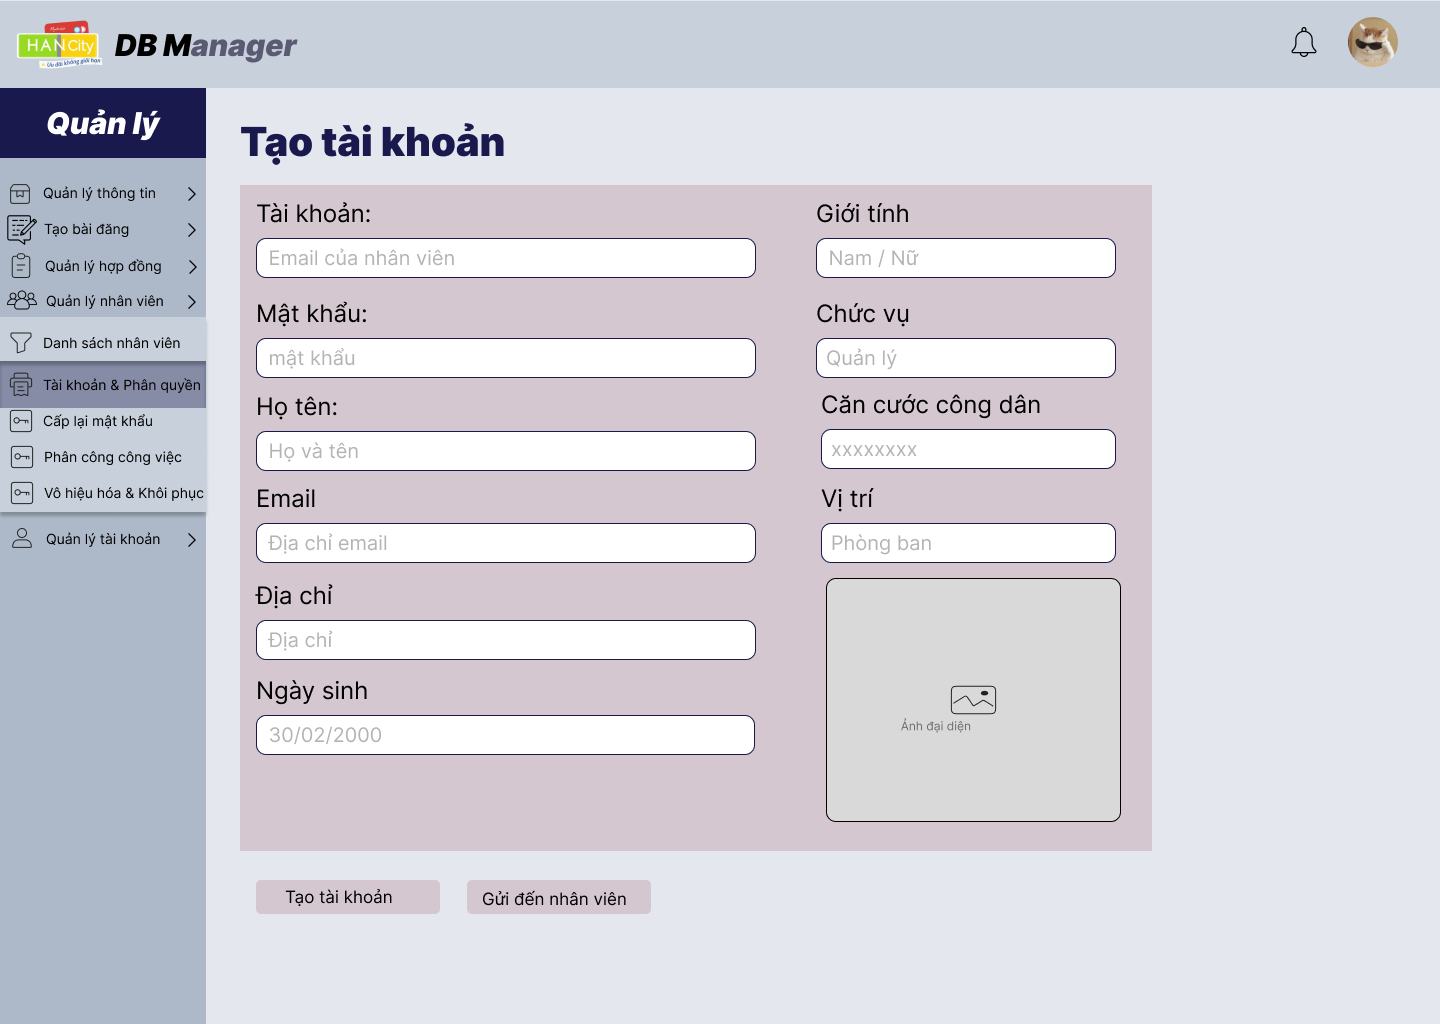 HANCity
Ưu đãi không giới hạn
DB Manager
Quản lý
Quản lý thông tin
Tạo bài đăng
Quản lý hợp đồng
Quản lý nhân viên
Danh sách nhân viên
Tài khoản & Phân quyền
Cấp lại mật khẩu
Phân công công việc
Vô hiệu hóa & Khôi phục
Quản lý tài khoản
Tạo tài khoản
Tài khoản:
Email của nhân viên
Giới tính
Nam / Nữ
Mật khẩu:
mật khẩu
Chức vụ
Quản lý
Họ tên:
Họ và tên
Căn cước công dân
xxxxxxxx
Email
Địa chỉ email
Vị trí
Phòng ban
Địa chỉ
Địa chỉ
Ngày sinh
30/02/2000
Ảnh đại diện
Tạo tài khoản
Gửi đến nhân viên